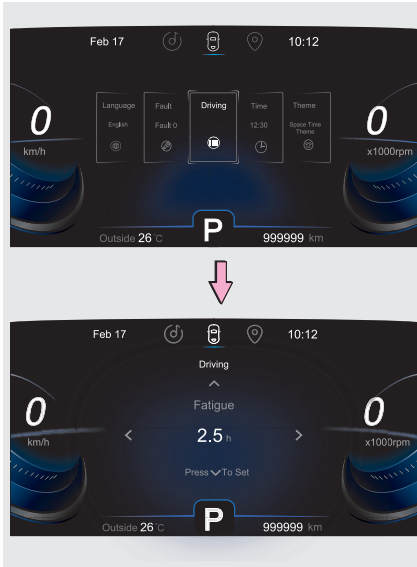 Feb 17 10:12
Language Fault Driving Time Theme
English Fault 0 12:30 Space Time
Theme
0 0
km/h x1000rpm
P
Outside 26°C 999999 km
Feb 17 10:12
Driving
Fatigue
0 2.5 h 0
km/h x1000rpm
Press To Set
P
Outside 26°C 999999 km